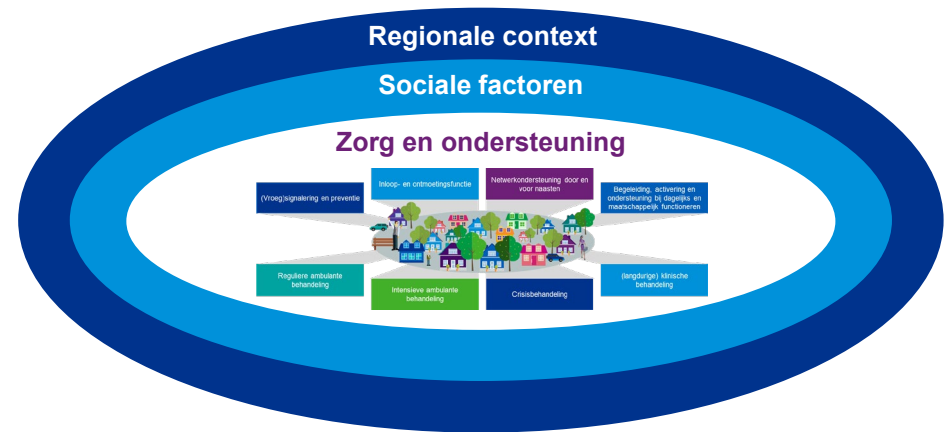 Regionale context
Sociale factoren
Zorg en ondersteuning
(Vroeg)signalering en preventie
Inloop- en ontmoetingsfunctie
Netwerkondersteuning door en
voor naasten
Begeleiding, activering en
ondersteuning bij dagelijks en
maatschappelijk functioneren
Reguliere ambulante
behandeling
Intensieve ambulante
behandeling
Crisisbehandeling
(langdurige) klinische
behandeling